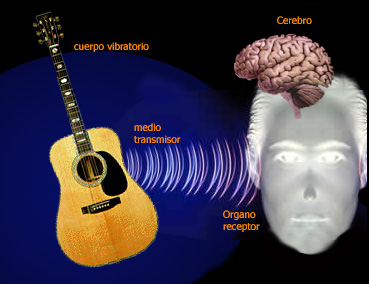 Cerebro
cuerpo vibratorio
medio
transmisor
Organo
receptor